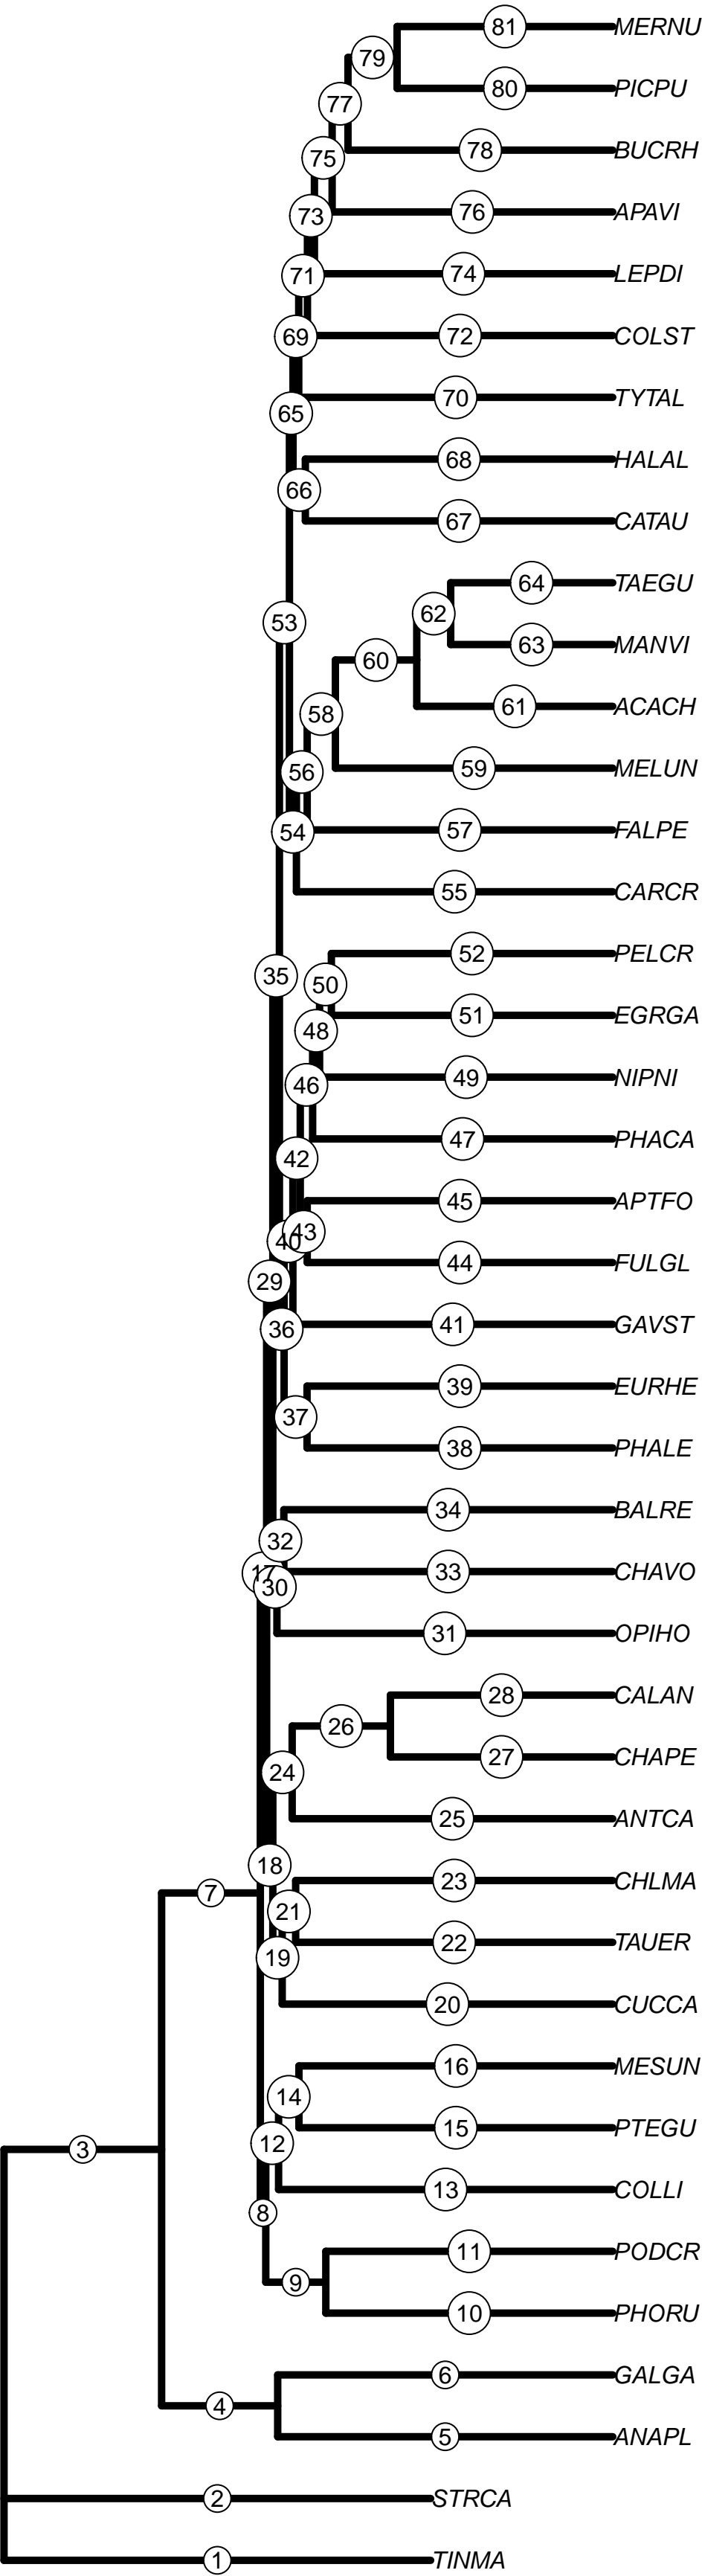 81 MERNU
79
80 PICPU
77
78 BUCRH
75
76 APAVI
73
74 LEPDI
71
72 COLST
69
70 TYTAL
65
68 HALAL
66
67 CATAU
64 TAEGU
62
53
63 MANVI
60
61 ACACH
58
59 MELUN
56
57 FALPE
54
55 CARCR
52 PELCR
35
50
51 EGRGA
48
49 NIPNI
46
47 PHACA
42
45 APTFO
43
40
44 FULGL
29
41 GAVST
36
39 EURHE
37
38 PHALE
34 BALRE
32
33 CHAVO
17
30
31 OPIHO
28 CALAN
26
27 CHAPE
24
25 ANTCA
18
23 CHLMA
7
21
22 TAUER
19
20 CUCCA
16 MESUN
14
15 PTEGU
12
3
13 COLLI
8
11 PODCR
9
10 PHORU
6 GALGA
4
5 ANAPL
2 STRCA
1 TINMA